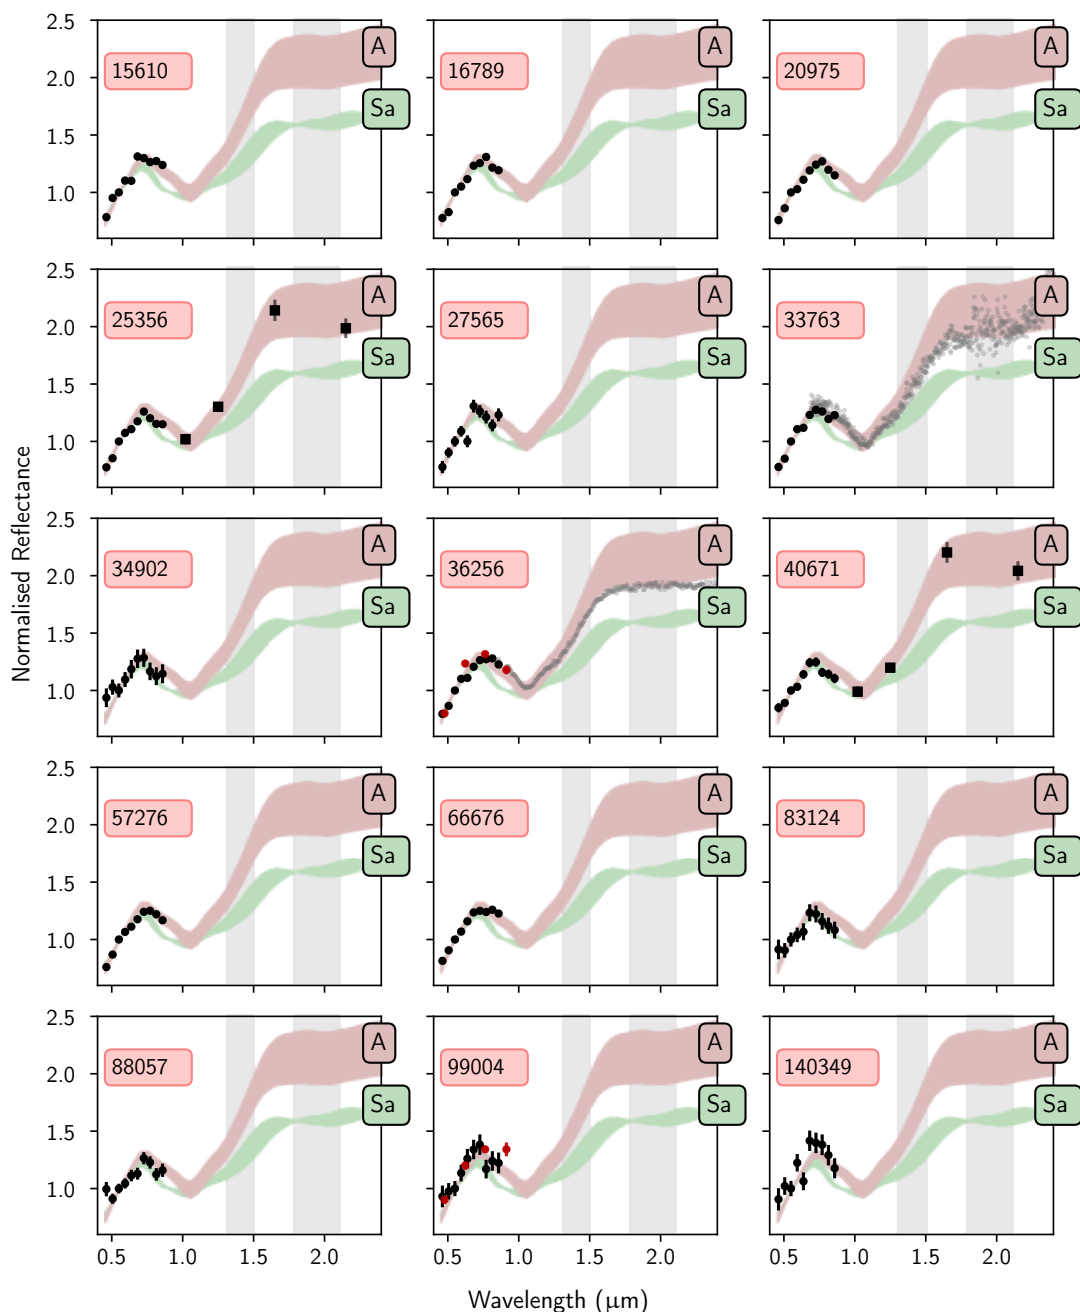 2.5
2.0
1.5
1.0
15610
A
Sa
16789
A
Sa
20975
A
Sa
2.5
2.0
1.5
1.0
25356
A
Sa
27565
A
Sa
33763
A
Sa
Normalised Reflectance
2.5
2.0
1.5
1.0
34902
A
Sa
36256
A
Sa
40671
A
Sa
2.5
2.0
1.5
1.0
57276
A
Sa
66676
A
Sa
83124
A
Sa
2.5
2.0
1.5
1.0
88057
A
Sa
99004
A
Sa
140349
A
Sa
0.5 1.0 1.5 2.0
0.5 1.0 1.5 2.0
0.5 1.0 1.5 2.0
Wavelength (μm)